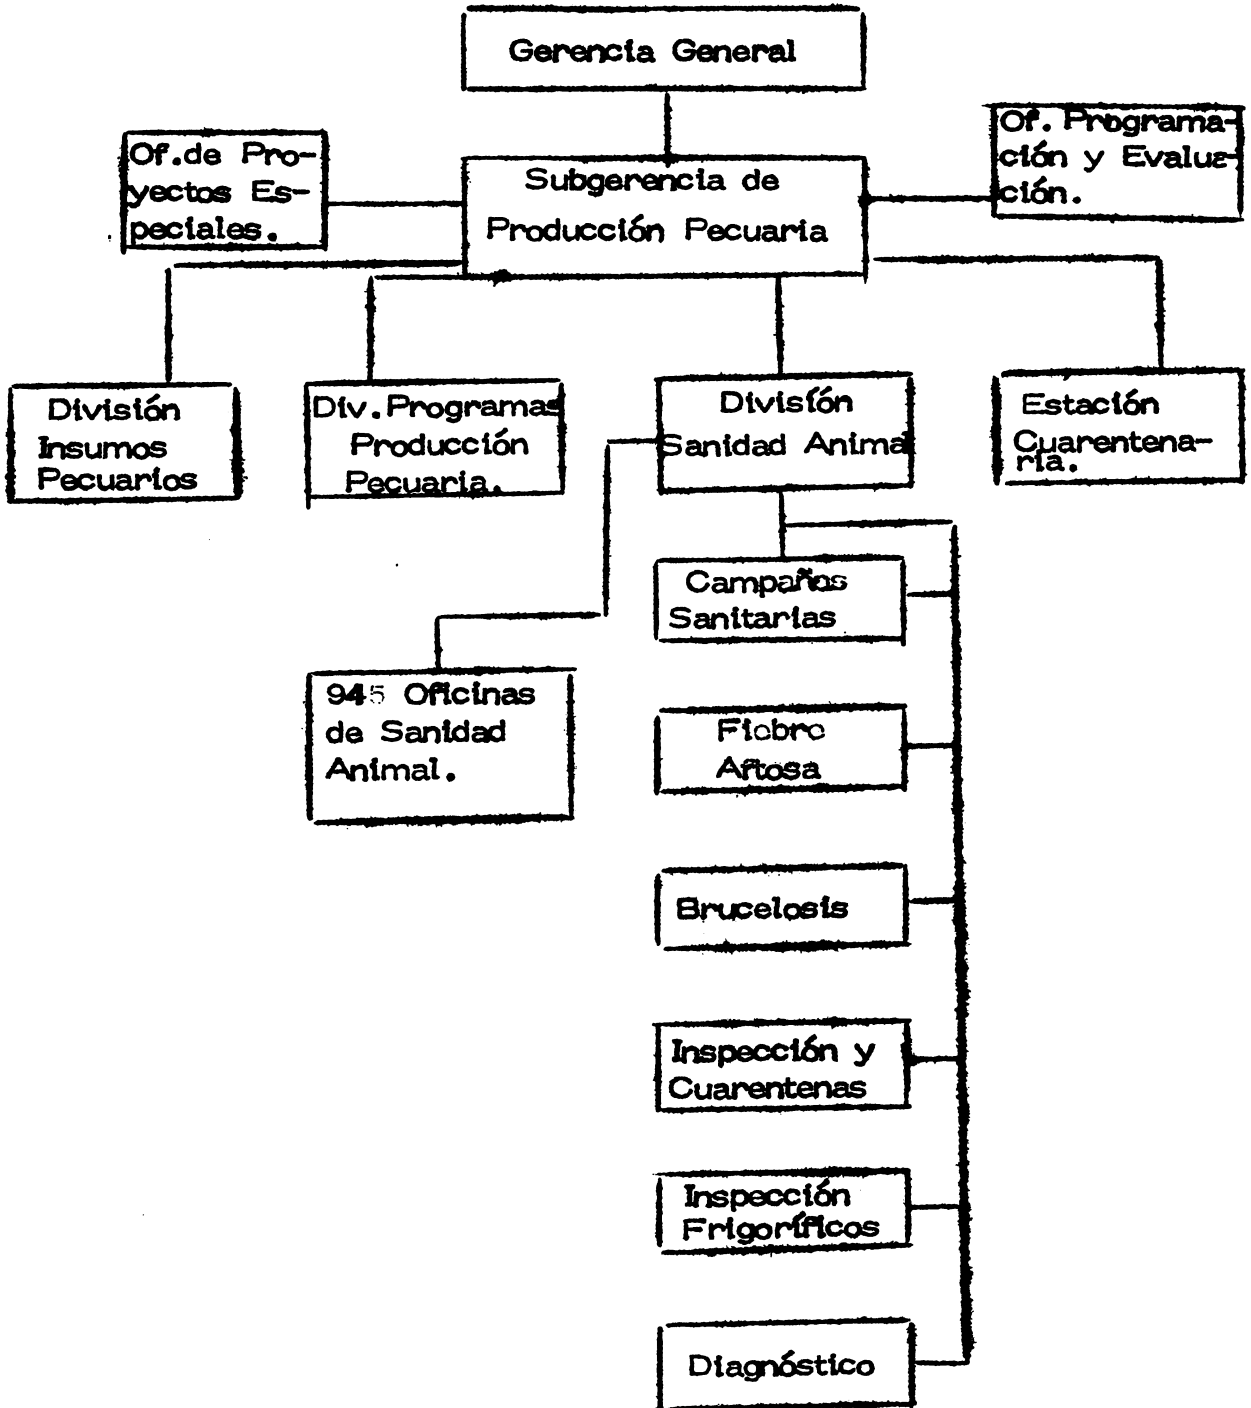 Gerencia General
Of.de Pro-
yectos Es-
peciales.
Subgerencia de
Producción Pecuaria
Of. Programa-
ción y Evalua-
ción.
División
Insumos
Pecuarios
Div. Programas
Producción
Pecuaria.
División
Sanidad Animal
Estación
Cuarentena-
ria.
Campañas
Sanitarias
945 Oficinas
de Sanidad
Animal.
Fiebre
Aftosa
Brucelosis
Inspección y
Cuarentenas
Inspección
Frigoríficos
Diagnóstico